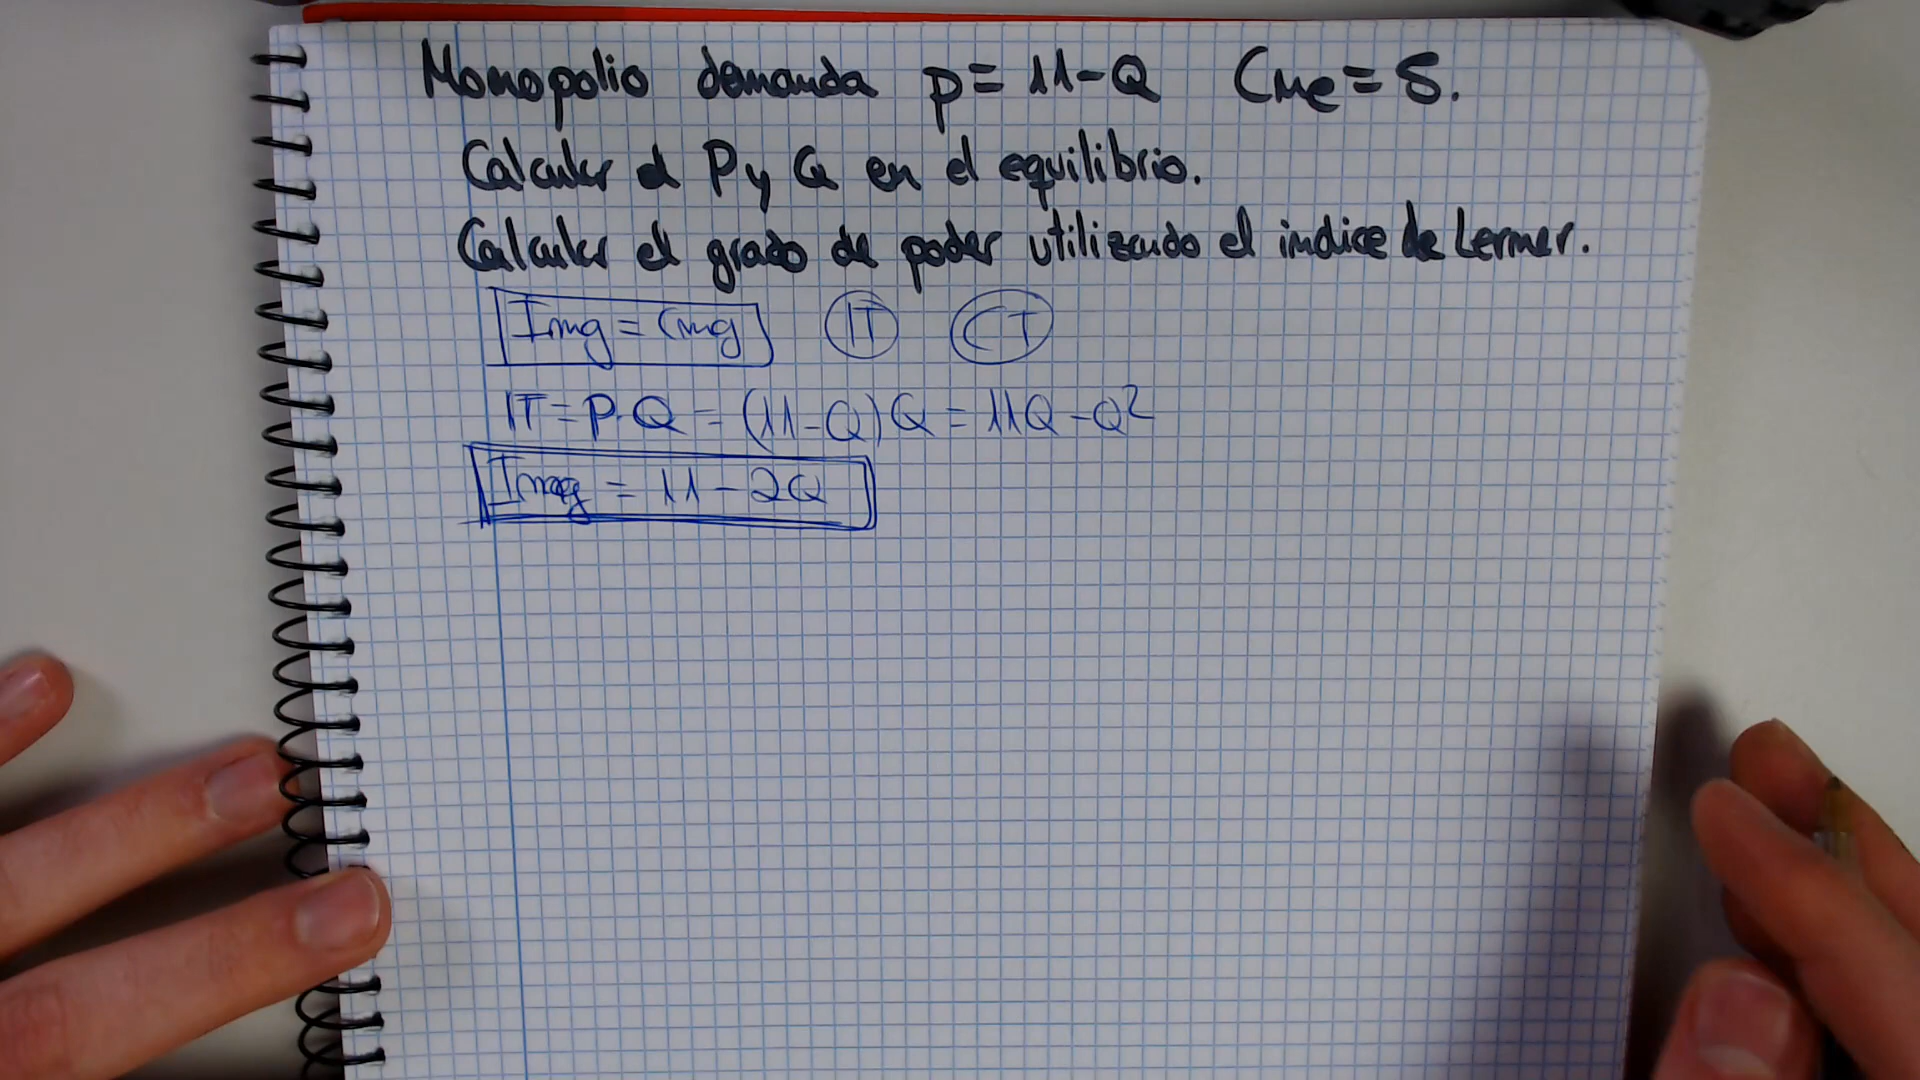 Monopolio demanda p = 11 - Q CMe = 5.
Calcular el P y Q en el equilibrio.
Calcular el grado de poder utilizando el indice de Lerner.
Img = Cmg IT CT
IT = P · Q = (11 - Q) Q = 11Q - Q²
Img = 11 - 2Q